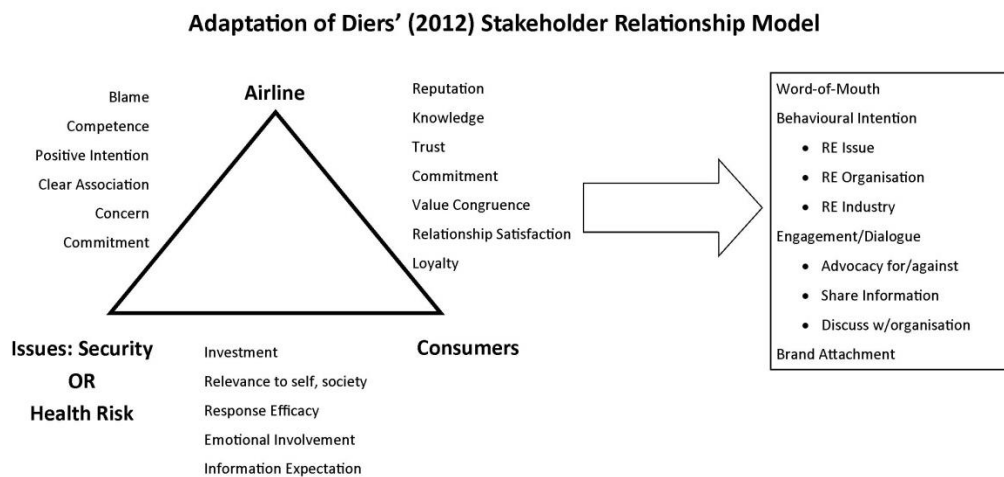 Adaptation of Diers’ (2012) Stakeholder Relationship Model
Airline
Blame
Competence
Positive Intention
Clear Association
Concern
Commitment
Reputation
Knowledge
Trust
Commitment
Value Congruence
Relationship Satisfaction
Loyalty
Issues: Security
OR
Health Risk
Investment
Relevance to self, society
Response Efficacy
Emotional Involvement
Information Expectation
Consumers
Word-of-Mouth
Behavioural Intention
• RE Issue
• RE Organisation
• RE Industry
Engagement/Dialogue
• Advocacy for/against
• Share Information
• Discuss w/organisation
Brand Attachment